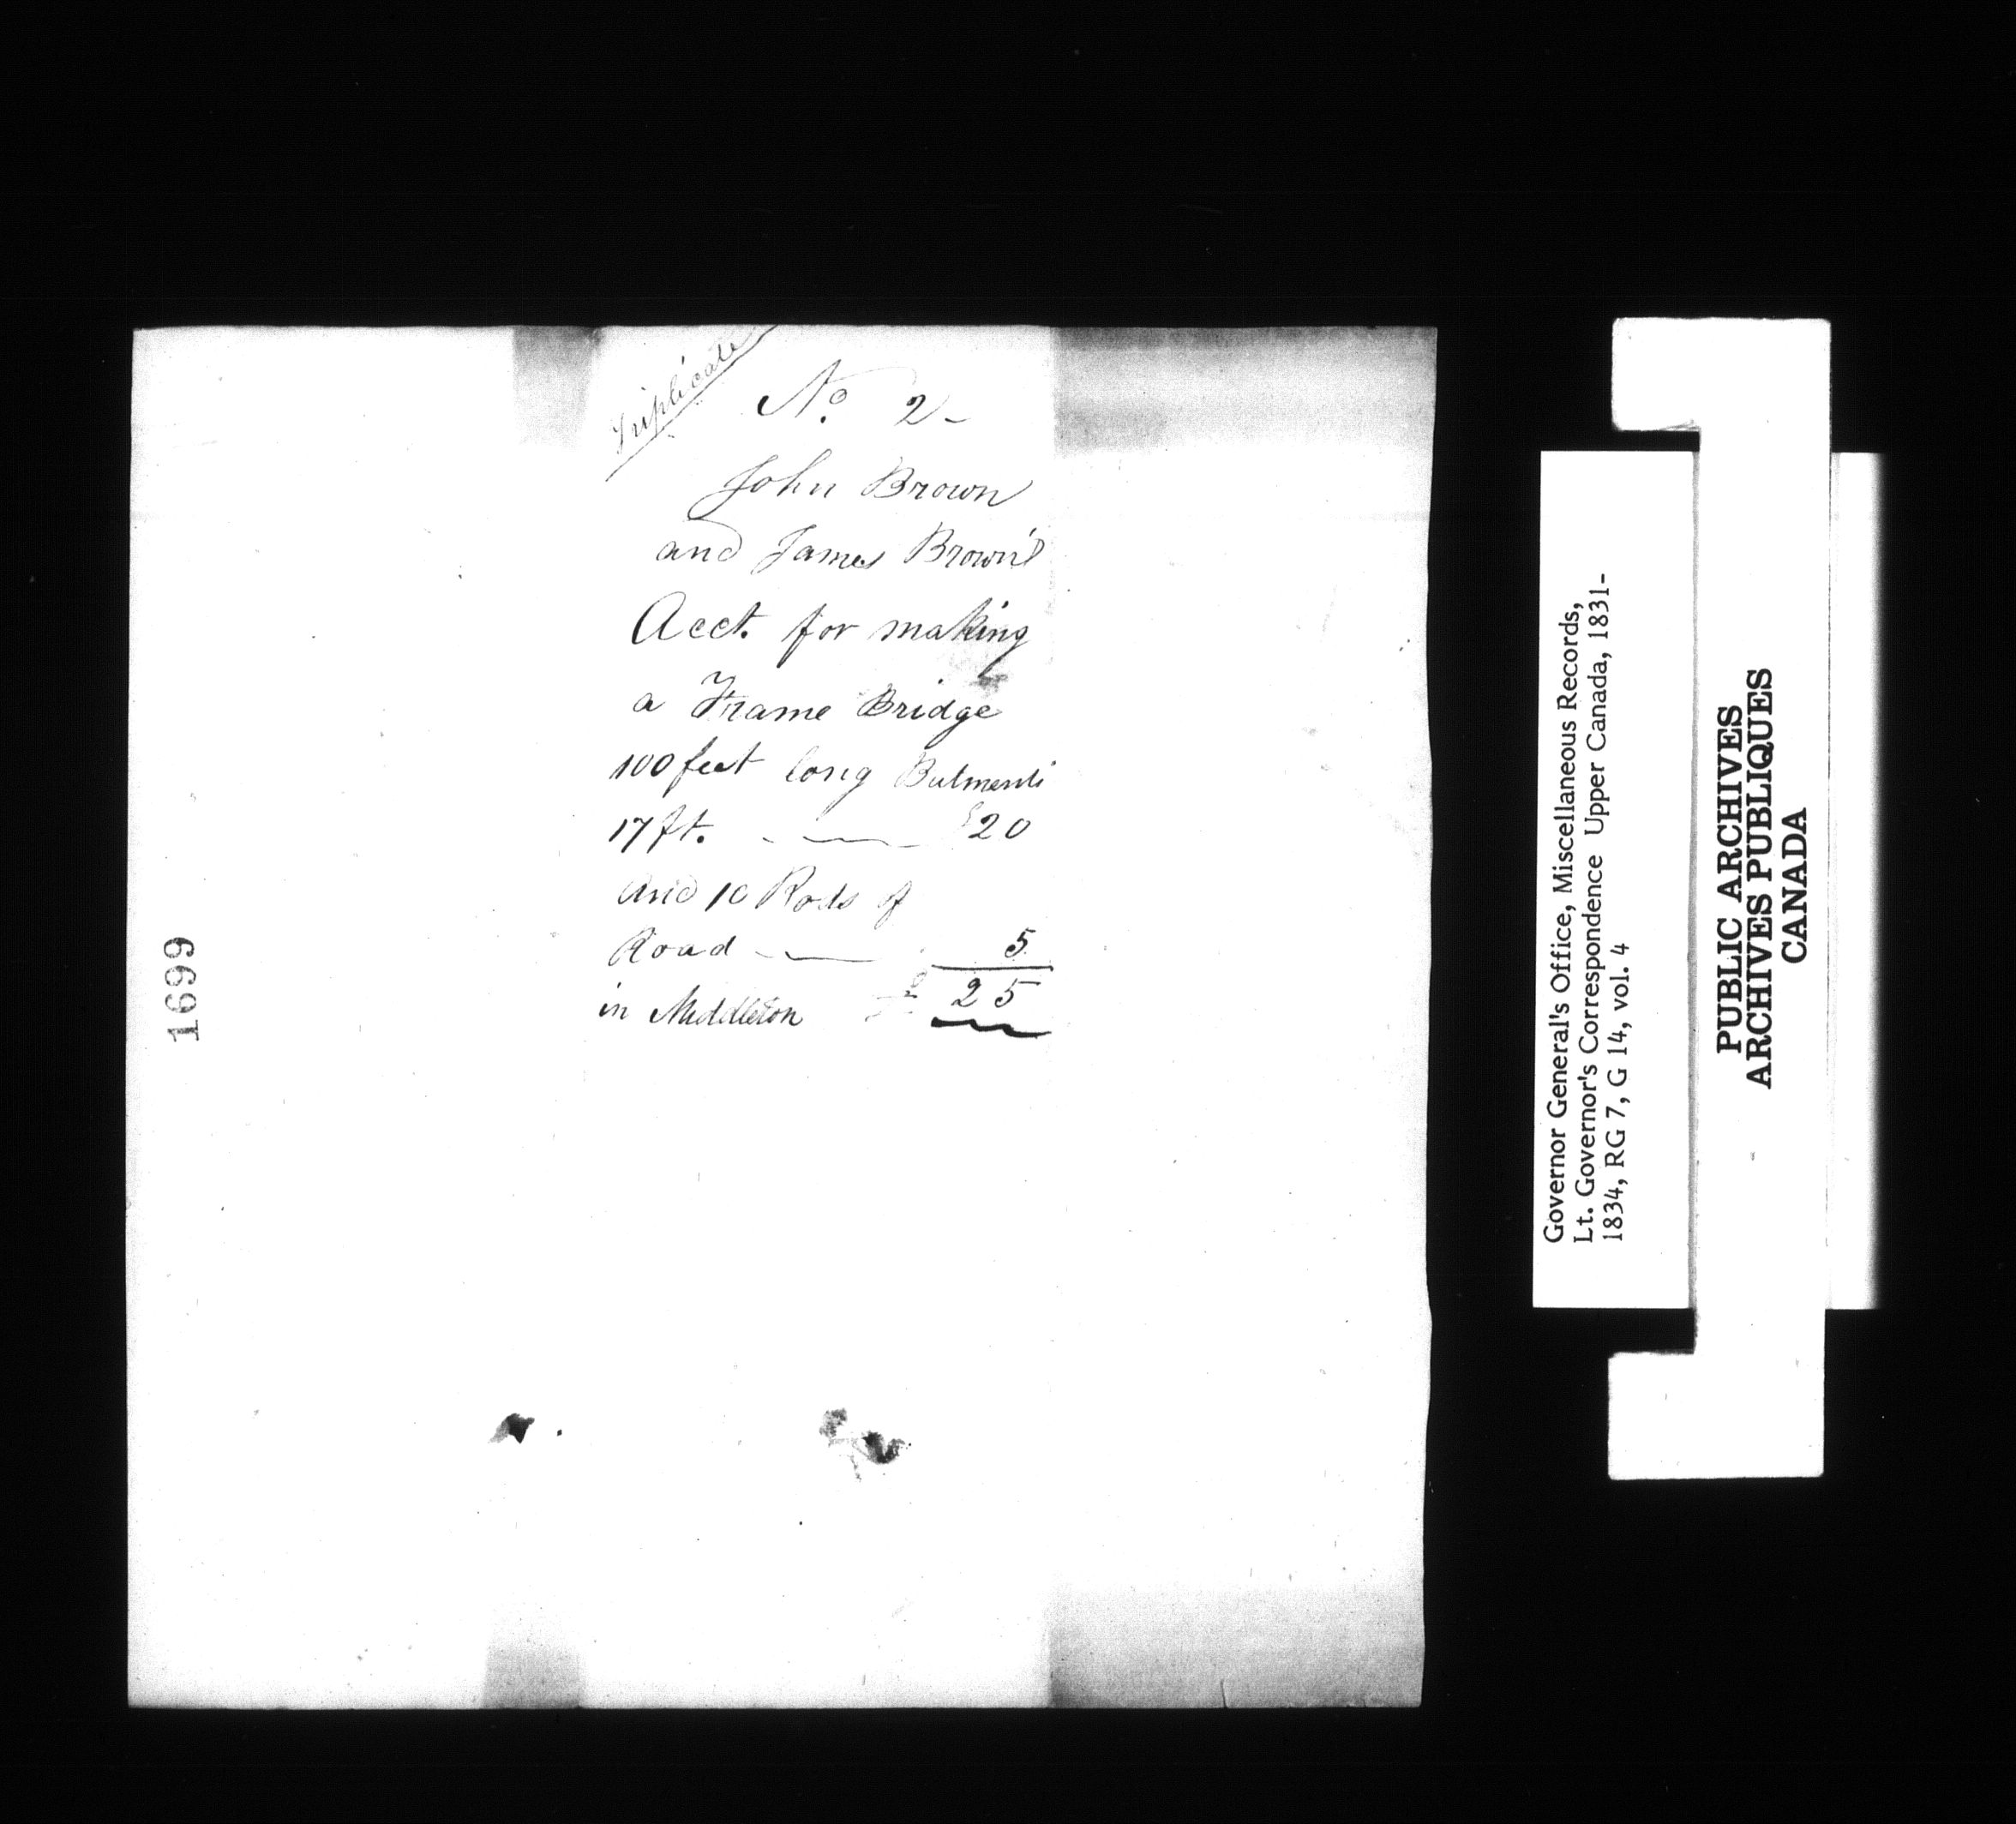 Triplicate
No. 2-
John Brown
and James Brown's
Acct. for making
a Frame Bridge
100 feet long Butments
17 ft. - — £20
and 10 Rods of
Road - — 5
in Middleton £ 25
1699
Governor General's Office, Miscellaneous Records,
Lt. Governor's Correspondence Upper Canada, 1831-
1834, RG 7, G 14, vol. 4
PUBLIC ARCHIVES
ARCHIVES PUBLIQUES
CANADA